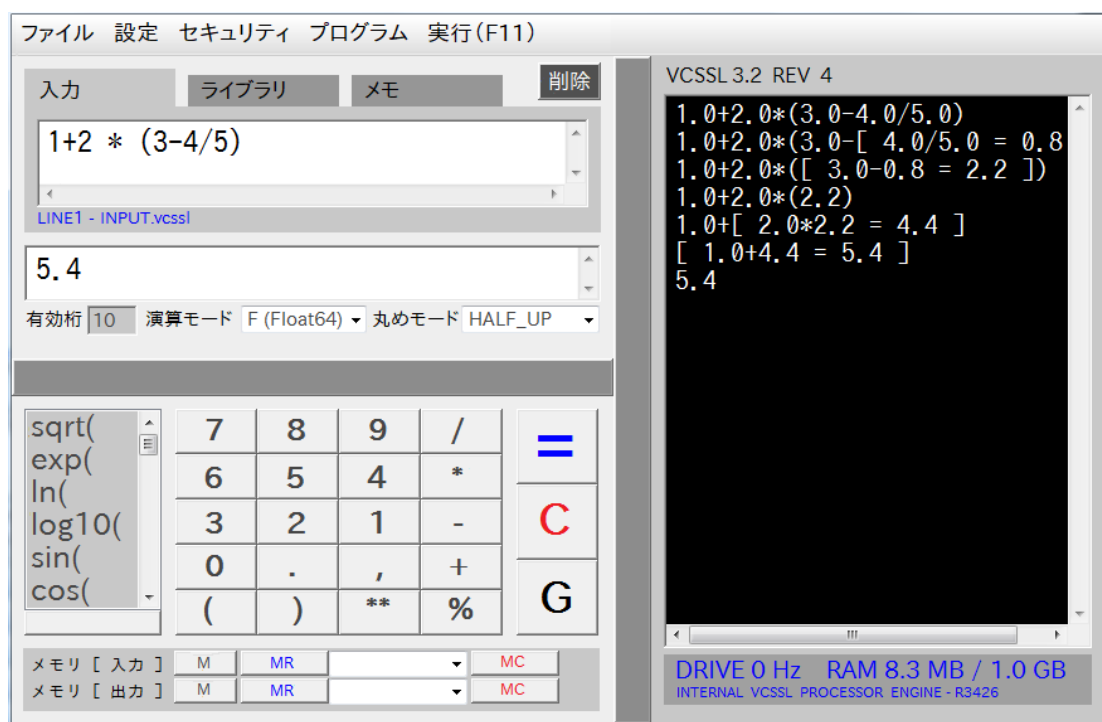 ファイル 設定 セキュリティ プログラム 実行(F11)
入力 ライブラリ メモ 削除
1+2 * (3-4/5)
LINE1 - INPUT.vcssl
5.4
有効桁 10 演算モード F (Float64) 丸めモード HALF_UP
sqrt(
exp(
ln(
log10(
sin(
cos(
7 8 9 /
6 5 4 *
3 2 1 -
0 . , +
( ) ** %
=
C
G
メモリ [ 入力 ] M MR MC
メモリ [ 出力 ] M MR MC
VCSSL 3.2 REV 4
1.0+2.0*(3.0-4.0/5.0)
1.0+2.0*(3.0-[ 4.0/5.0 = 0.8
1.0+2.0*([ 3.0-0.8 = 2.2 ])
1.0+2.0*(2.2)
1.0+[ 2.0*2.2 = 4.4 ]
[ 1.0+4.4 = 5.4 ]
5.4
DRIVE 0 Hz RAM 8.3 MB / 1.0 GB
INTERNAL VCSSL PROCESSOR ENGINE - R3426